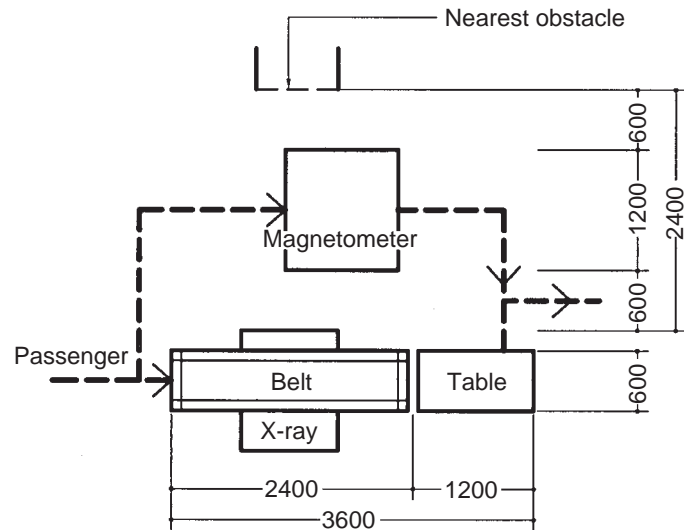 Nearest obstacle
600
1200
2400
Magnetometer
600
Passenger
Belt
Table
600
X-ray
2400
1200
3600